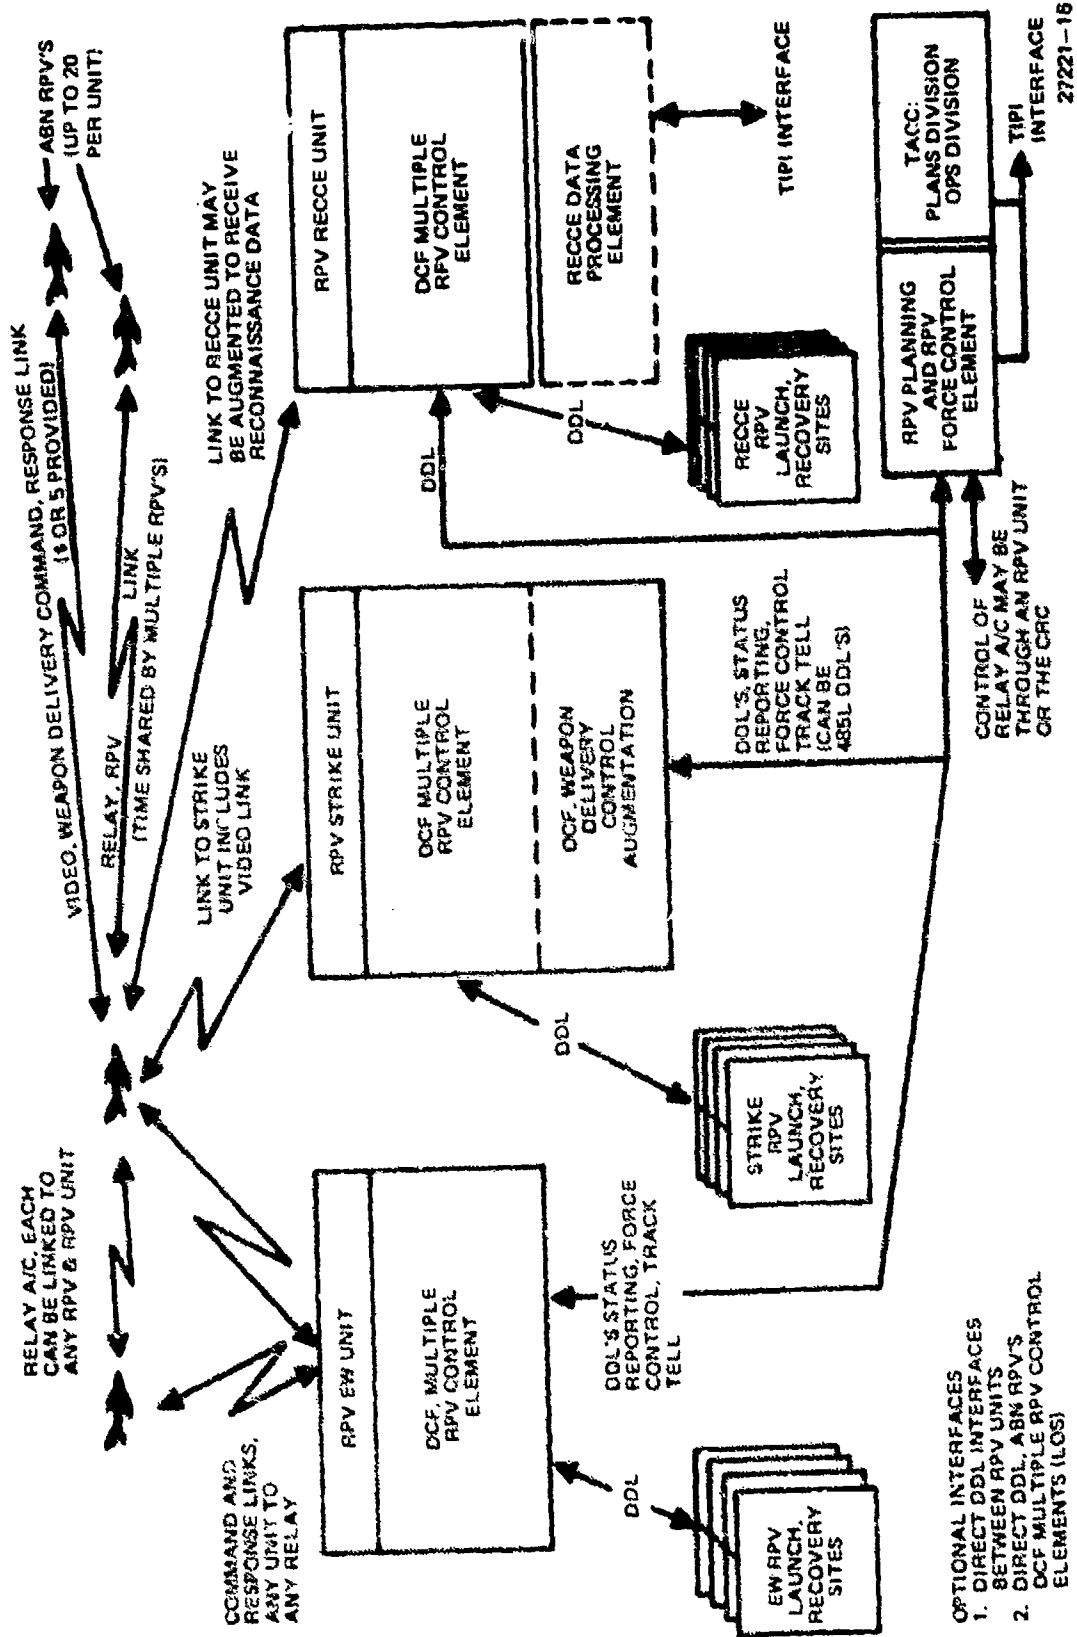 RELAY A/C, EACH
CAN BE LINKED TO
ANY RPV & RPV UNIT
VIDEO, WEAPON DELIVERY COMMAND, RESPONSE LINK
OR 5 PROVIDED)
RELAY, RPV LINK
(TIME SHARED BY MULTIPLE RPV'S)
ABN RPV'S
(UP TO 20
PER UNIT)
COMMAND AND
RESPONSE LINKS,
ANY UNIT TO
ANY RELAY
LINK TO STRIKE
UNIT INCLUDES
VIDEO LINK
LINK TO RECCE UNIT MAY
BE AUGMENTED TO RECEIVE
RECONNAISSANCE DATA
RPV EW UNIT
DCF, MULTIPLE
RPV CONTROL
ELEMENT
RPV STRIKE UNIT
DCF MULTIPLE
RPV CONTROL
ELEMENT
DCF, WEAPON
DELIVERY
CONTROL
AUGMENTATION
RPV RECCE UNIT
DCF MULTIPLE
RPV CONTROL
ELEMENT
RECCE DATA
PROCESSING
ELEMENT
DDL
DDL
DDL
DDL
TIPI INTERFACE
EW RPV
LAUNCH,
RECOVERY
SITES
DDL'S STATUS
REPORTING, FORCE
CONTROL, TRACK
TELL
STRIKE
RPV
LAUNCH,
RECOVERY
SITES
DDL'S, STATUS
REPORTING,
FORCE CONTROL
TRACK TELL
(CAN BE
485L DDL'S)
RECCE
RPV
LAUNCH,
RECOVERY
SITES
RPV PLANNING
AND RPV
FORCE CONTROL
ELEMENT
TACC:
PLANS DIVISION
OPS DIVISION
CONTROL OF
RELAY A/C MAY BE
THROUGH AN RPV UNIT
OR THE CRC
TIPI
INTERFACE
OPTIONAL INTERFACES
1. DIRECT DDL INTERFACES
BETWEEN RPV UNITS
2. DIRECT DDL, ABN RPV'S
DCF MULTIPLE RPV CONTROL
ELEMENTS (LOS)
27221-16